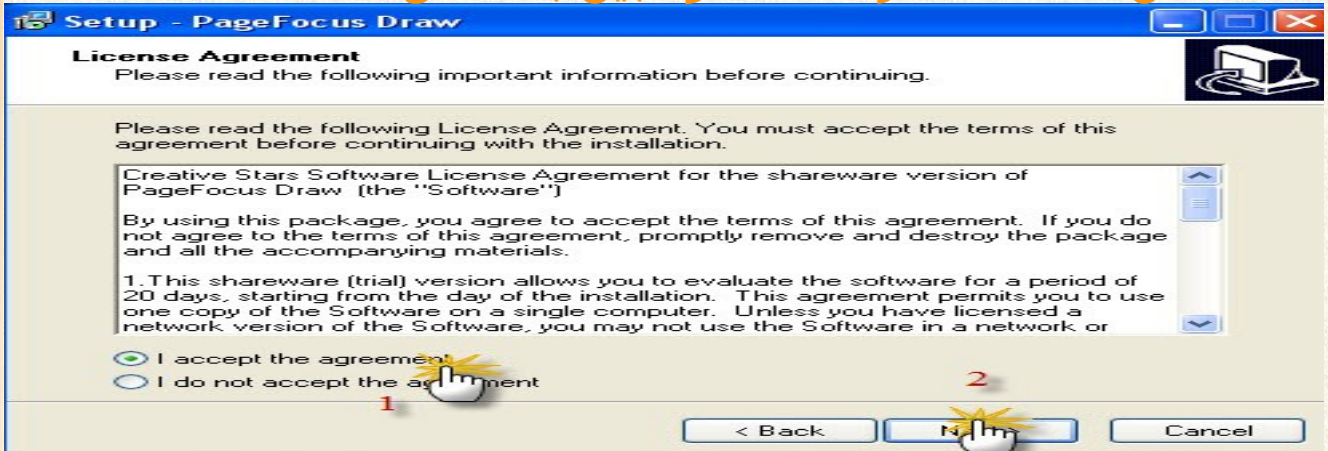 Setup - PageFocus Draw
License Agreement
Please read the following important information before continuing.
Please read the following License Agreement. You must accept the terms of this
agreement before continuing with the installation.
Creative Stars Software License Agreement for the shareware version of
PageFocus Draw (the "Software")
By using this package, you agree to accept the terms of this agreement. If you do
not agree to the terms of this agreement, promptly remove and destroy the package
and all the accompanying materials.
1.This shareware (trial) version allows you to evaluate the software for a period of
20 days, starting from the day of the installation. This agreement permits you to use
one copy of the Software on a single computer. Unless you have licensed a
network version of the Software, you may not use the Software in a network or
I accept the agreement
I do not accept the
1
2
< Back
Cancel